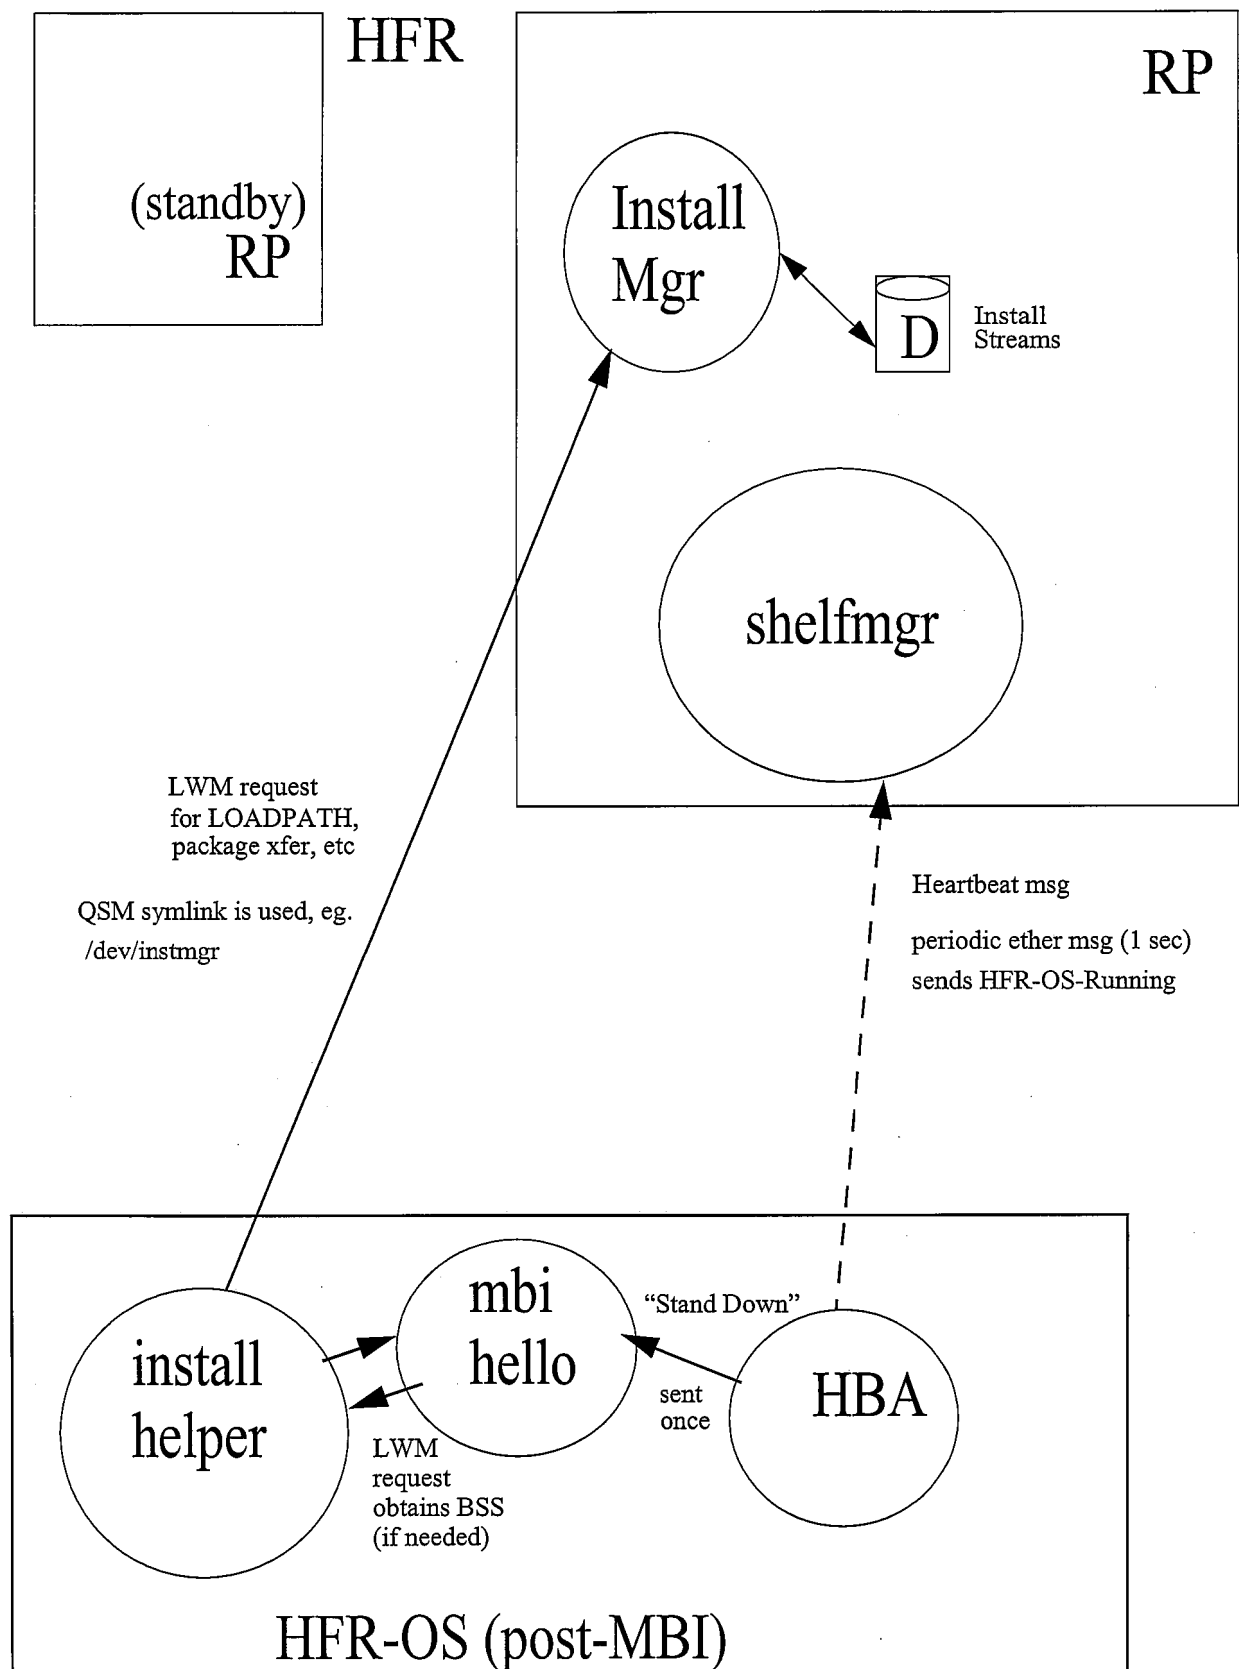 HFR
RP
(standby)
RP
Install
Mgr
D
Install
Streams
shelfmgr
LWM request
for LOADPATH,
package xfer, etc
QSM symlink is used, eg.
/dev/instmgr
Heartbeat msg
periodic ether msg (1 sec)
sends HFR-OS-Running
install
helper
mbi
hello
“Stand Down”
sent
once
HBA
LWM
request
obtains BSS
(if needed)
HFR-OS (post-MBI)